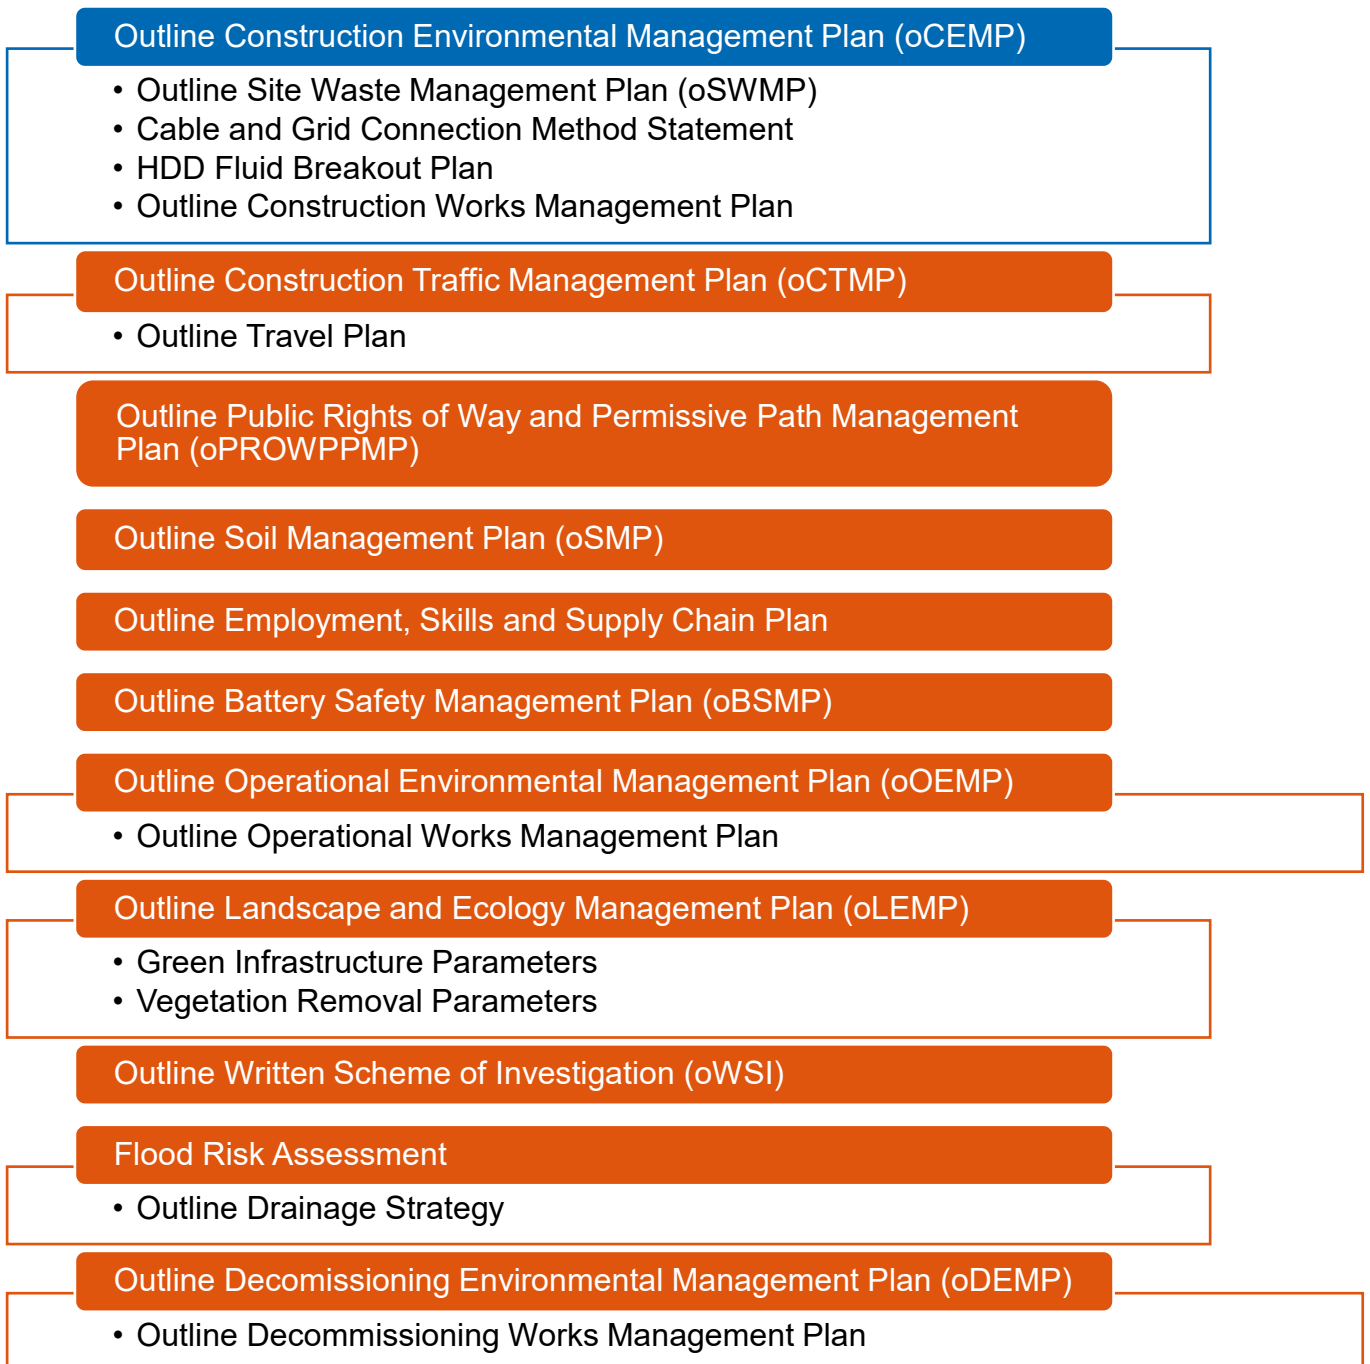 Outline Construction Environmental Management Plan (oCEMP)
• Outline Site Waste Management Plan (oSWMP)
• Cable and Grid Connection Method Statement
• HDD Fluid Breakout Plan
• Outline Construction Works Management Plan
Outline Construction Traffic Management Plan (oCTMP)
• Outline Travel Plan
Outline Public Rights of Way and Permissive Path Management
Plan (oPROWPPMP)
Outline Soil Management Plan (oSMP)
Outline Employment, Skills and Supply Chain Plan
Outline Battery Safety Management Plan (oBSMP)
Outline Operational Environmental Management Plan (oOEMP)
• Outline Operational Works Management Plan
Outline Landscape and Ecology Management Plan (oLEMP)
• Green Infrastructure Parameters
• Vegetation Removal Parameters
Outline Written Scheme of Investigation (oWSI)
Flood Risk Assessment
• Outline Drainage Strategy
Outline Decomissioning Environmental Management Plan (oDEMP)
• Outline Decommissioning Works Management Plan